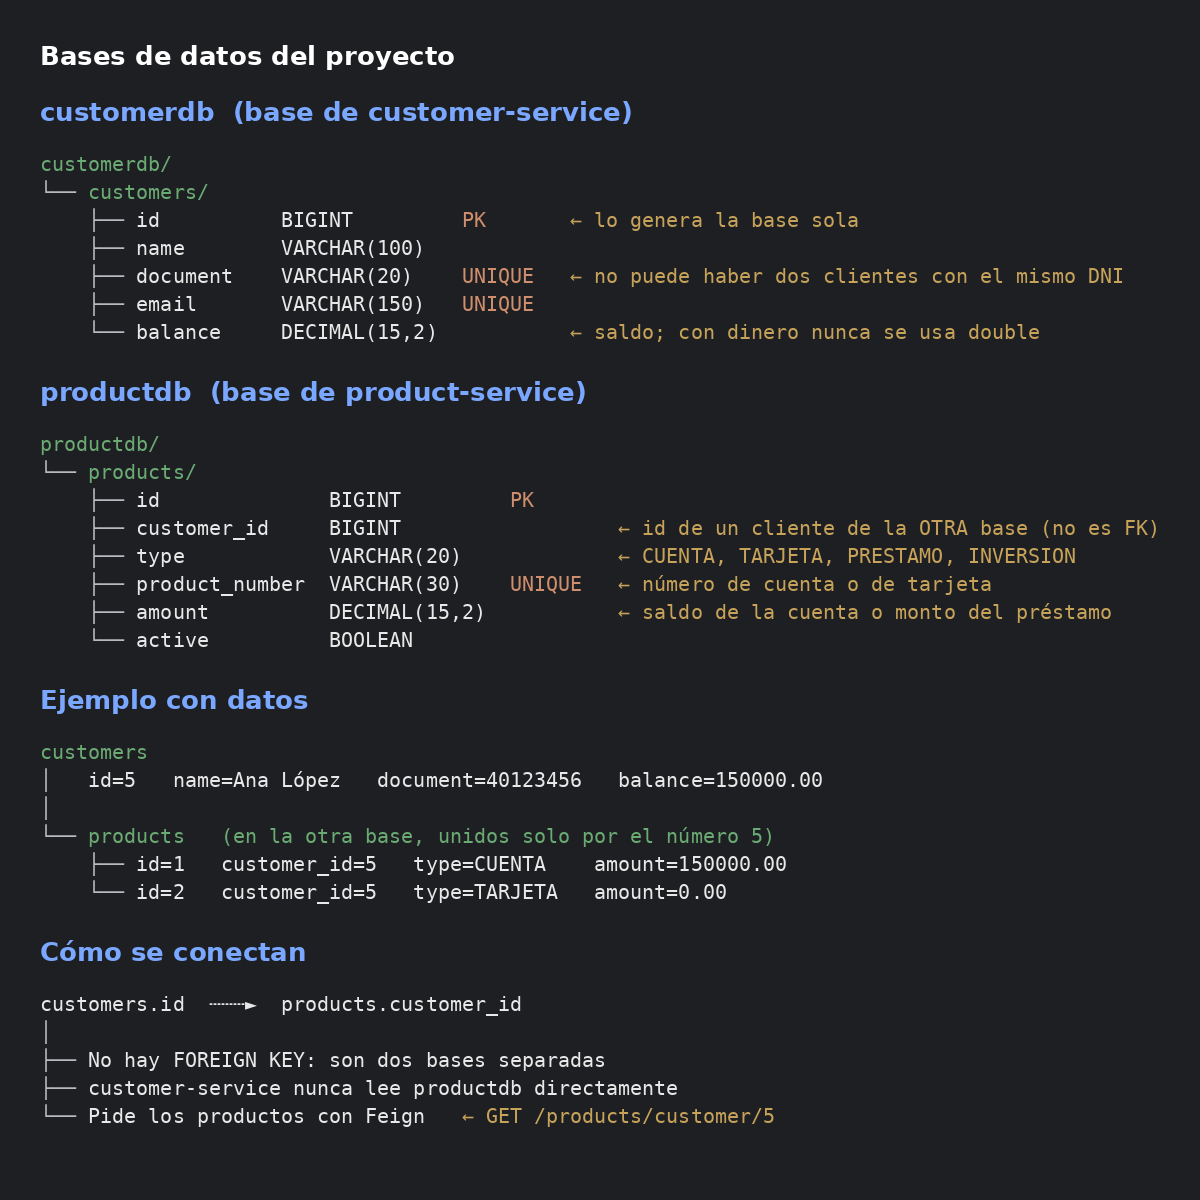 Bases de datos del proyecto
customerdb  (base de customer-service)
customerdb/
└── customers/
    ├── id          BIGINT         PK       ← lo genera la base sola
    ├── name        VARCHAR(100)
    ├── document    VARCHAR(20)    UNIQUE   ← no puede haber dos clientes con el mismo DNI
    ├── email       VARCHAR(150)   UNIQUE
    └── balance     DECIMAL(15,2)           ← saldo; con dinero nunca se usa double
productdb  (base de product-service)
productdb/
└── products/
    ├── id              BIGINT         PK
    ├── customer_id     BIGINT                  ← id de un cliente de la OTRA base (no es FK)
    ├── type            VARCHAR(20)             ← CUENTA, TARJETA, PRESTAMO, INVERSION
    ├── product_number  VARCHAR(30)    UNIQUE   ← número de cuenta o de tarjeta
    ├── amount          DECIMAL(15,2)           ← saldo de la cuenta o monto del préstamo
    └── active          BOOLEAN
Ejemplo con datos
customers
│   id=5   name=Ana López   document=40123456   balance=150000.00
│
└── products   (en la otra base, unidos solo por el número 5)
    ├── id=1   customer_id=5   type=CUENTA    amount=150000.00
    └── id=2   customer_id=5   type=TARJETA   amount=0.00
Cómo se conectan
customers.id  ┄┄┄►  products.customer_id
│
├── No hay FOREIGN KEY: son dos bases separadas
├── customer-service nunca lee productdb directamente
└── Pide los productos con Feign   ← GET /products/customer/5